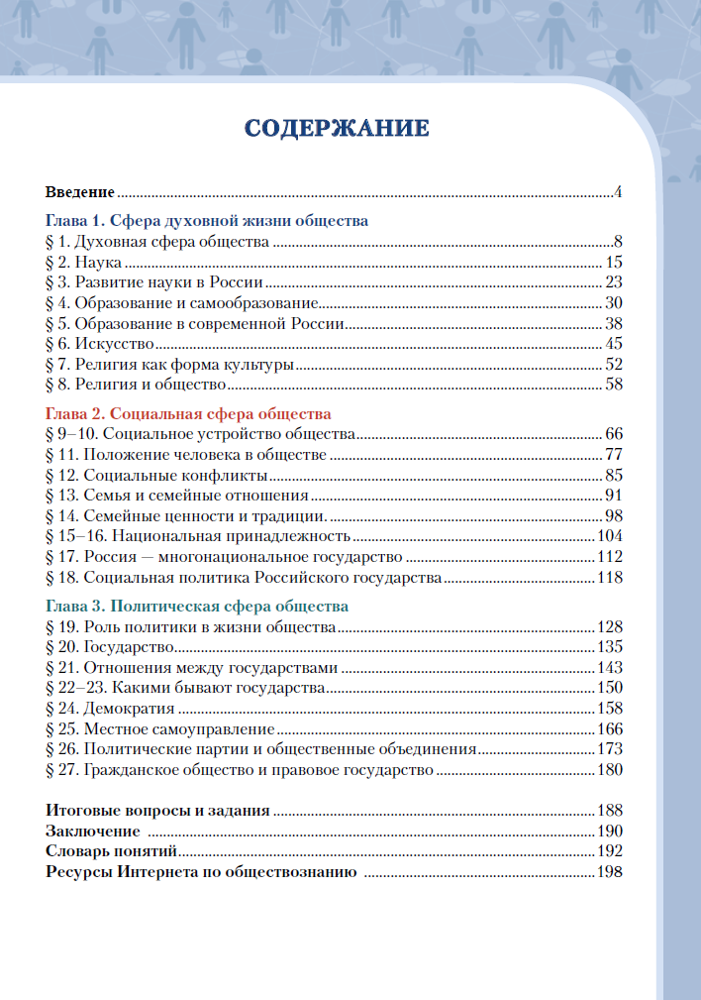 СОДЕРЖАНИЕ
Введение ........ 4
Глава 1. Сфера духовной жизни общества
§ 1. Духовная сфера общества ........ 8
§ 2. Наука ........ 15
§ 3. Развитие науки в России ........ 23
§ 4. Образование и самообразование ........ 30
§ 5. Образование в современной России ........ 38
§ 6. Искусство ........ 45
§ 7. Религия как форма культуры ........ 52
§ 8. Религия и общество ........ 58
Глава 2. Социальная сфера общества
§ 9–10. Социальное устройство общества ........ 66
§ 11. Положение человека в обществе ........ 77
§ 12. Социальные конфликты ........ 85
§ 13. Семья и семейные отношения ........ 91
§ 14. Семейные ценности и традиции. ........ 98
§ 15–16. Национальная принадлежность ........ 104
§ 17. Россия — многонациональное государство ........ 112
§ 18. Социальная политика Российского государства ........ 118
Глава 3. Политическая сфера общества
§ 19. Роль политики в жизни общества ........ 128
§ 20. Государство ........ 135
§ 21. Отношения между государствами ........ 143
§ 22–23. Какими бывают государства ........ 150
§ 24. Демократия ........ 158
§ 25. Местное самоуправление ........ 166
§ 26. Политические партии и общественные объединения ........ 173
§ 27. Гражданское общество и правовое государство ........ 180
Итоговые вопросы и задания ........ 188
Заключение ........ 190
Словарь понятий ........ 192
Ресурсы Интернета по обществознанию ........ 198